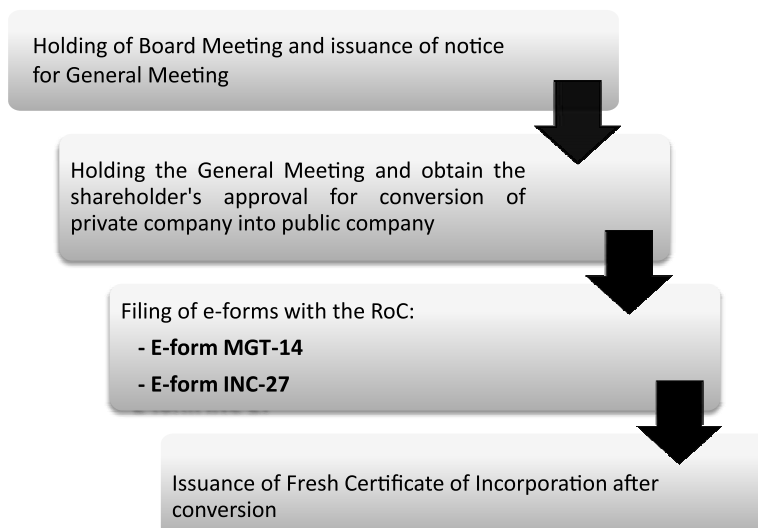 Holding of Board Meeting and issuance of notice
for General Meeting
Holding the General Meeting and obtain the
shareholder's approval for conversion of
private company into public company
Filing of e-forms with the RoC:
- E-form MGT-14
- E-form INC-27
Issuance of Fresh Certificate of Incorporation after
conversion